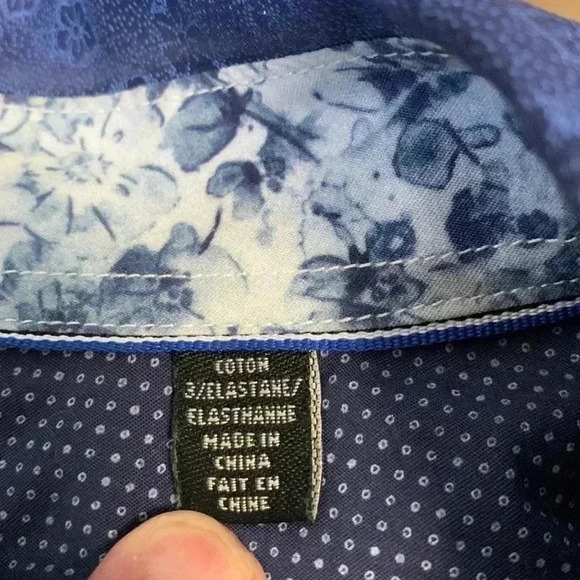 COTON
3/ELASTANE/
ELASTHANNE
MADE IN
CHINA
FAIT EN
CHINE